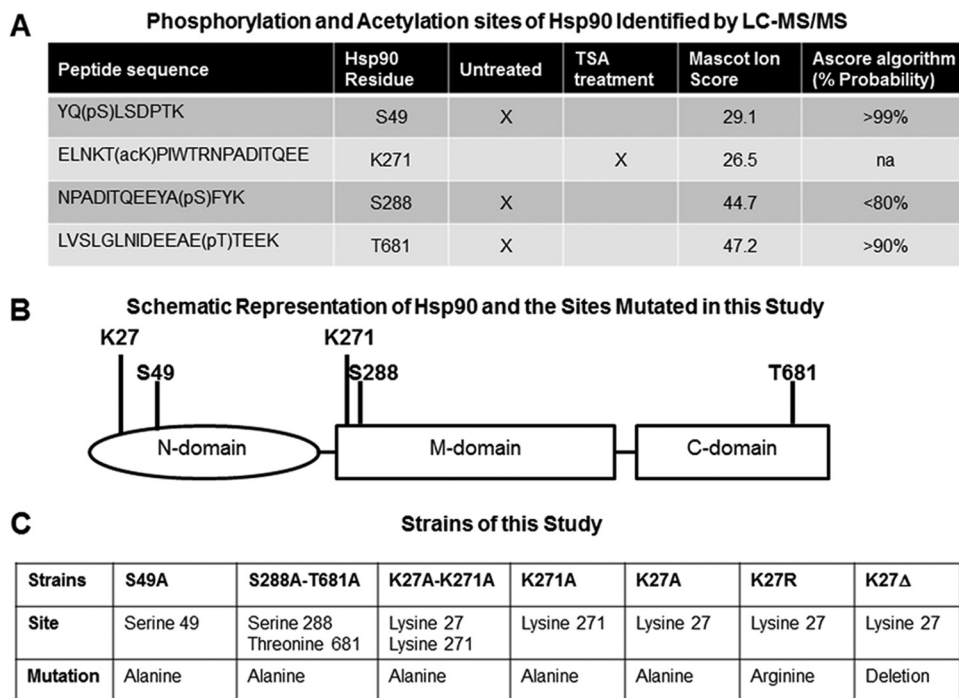 A
Phosphorylation and Acetylation sites of Hsp90 Identified by LC-MS/MS
Peptide sequence Hsp90 Residue Untreated TSA treatment Mascot Ion Score Ascore algorithm (% Probability)
YQ(pS)LSDPTK S49 X 29.1 >99%
ELNKT(acK)PIWTRNPADITQEE K271 X 26.5 na
NPADITQEEYA(pS)FYK S288 X 44.7 <80%
LVSLGLNIDEEAE(pT)TEEK T681 X 47.2 >90%
B
Schematic Representation of Hsp90 and the Sites Mutated in this Study
K27 K271
S49 S288 T681
N-domain M-domain C-domain
C
Strains of this Study
Strains S49A S288A-T681A K27A-K271A K271A K27A K27R K27Δ
Site Serine 49 Serine 288 Lysine 27 Lysine 271 Lysine 27 Lysine 27 Lysine 27
Threonine 681 Lysine 271
Mutation Alanine Alanine Alanine Alanine Alanine Arginine Deletion